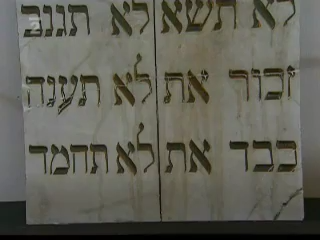 לא תשא
זכור את
כבד את
לא תגנב
לא תענה
לא תחמד